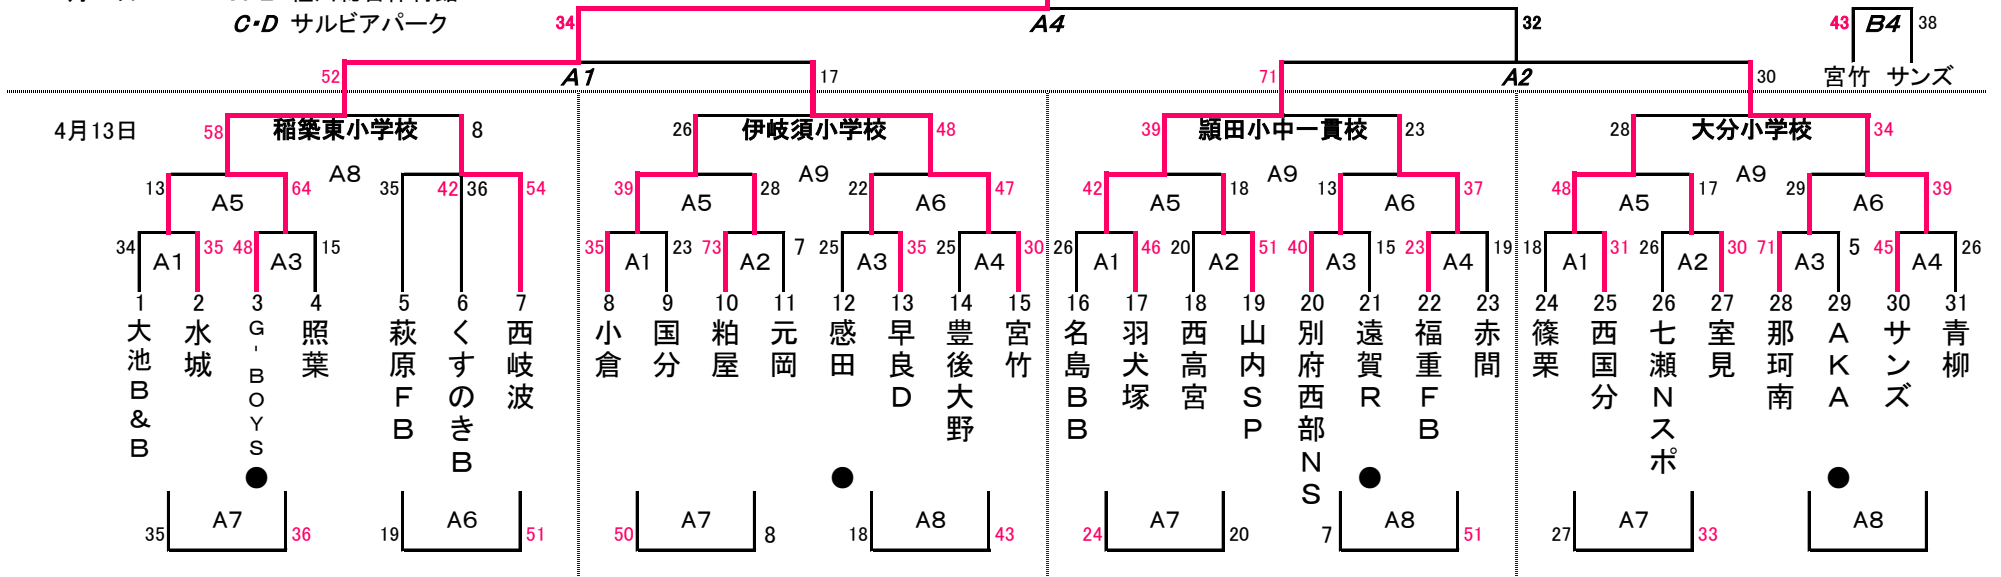 C・D サルビアパーク
34 A4 32 43 B4 38
52 A1 17 71 A2 30 宮竹 サンズ
4月13日 58 稲築東小学校 8 26 伊岐須小学校 48 39 頴田小中一貫校 23 28 大分小学校 34
A8 A9 A9 A9
13 64 35 42 36 54 39 28 22 47 42 18 13 37 48 17 29 39
A5 A5 A6 A5 A6 A5 A6
34 35 48 15 35 23 73 7 25 35 25 30 26 46 20 51 40 15 23 19 18 31 26 30 71 5 45 26
A1 A3 A1 A2 A3 A4 A1 A2 A3 A4 A1 A2 A3 A4
1 2 3 4 5 6 7 8 9 10 11 12 13 14 15 16 17 18 19 20 21 22 23 24 25 26 27 28 29 30 31
大池B&B
水城
G-BOYS
照葉
萩原FB
くすのきB
西岐波
小倉
国分
粕屋
元岡
感田
早良D
豊後大野
宮竹
名島BB
羽犬塚
西高宮
山内SP
別府西部NS
遠賀R
福重FB
赤間
篠栗
西国分
七瀬Nスポ
室見
那珂南
AKA
サンズ
青柳
● ● ● ●
35 A7 36 19 A6 51 50 A7 8 18 A8 43 24 A7 20 7 A8 51 27 A7 33 A8